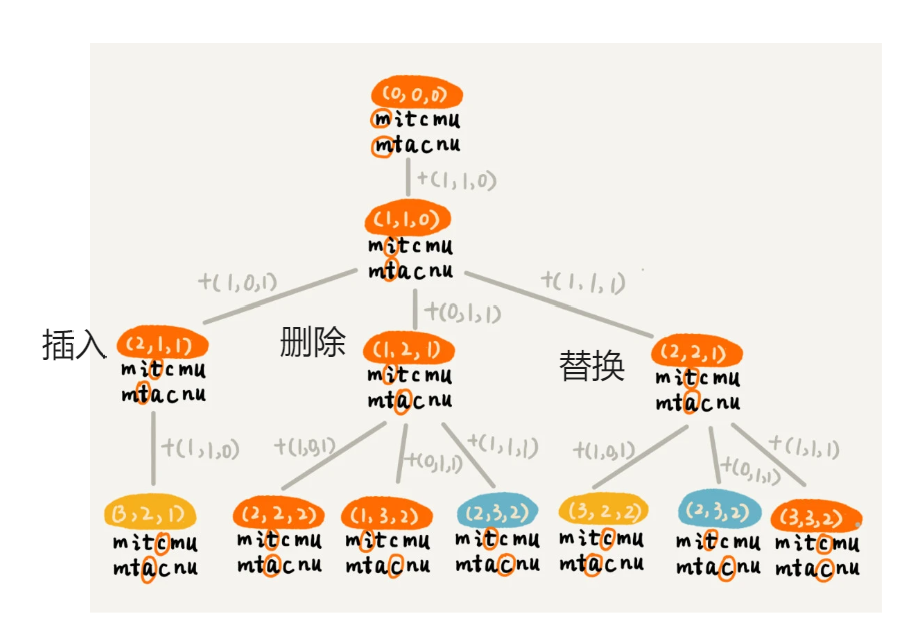 (0,0,0)
mitcmu
mtacnu
+(1,1,0)
(1,1,0)
mitcmu
mtacnu
+(1,0,1)
+(0,1,1)
+(1,1,1)
插入
(2,1,1)
mitcmu
mtacnu
删除
(1,2,1)
mitcmu
mtacnu
替换
(2,2,1)
mitcmu
mtacnu
+(1,1,0)
+(1,0,1)
+(0,1,1)
+(1,1,1)
+(1,0,1)
+(0,1,1)
+(1,1,1)
(3,2,1)
mitcmu
mtacnu
(2,2,2)
mitcmu
mtacnu
(1,3,2)
mitcmu
mtacnu
(2,3,2)
mitcmu
mtacnu
(3,2,2)
mitcmu
mtacnu
(2,3,2)
mitcmu
mtacnu
(3,3,2)
mitcmu
mtacnu